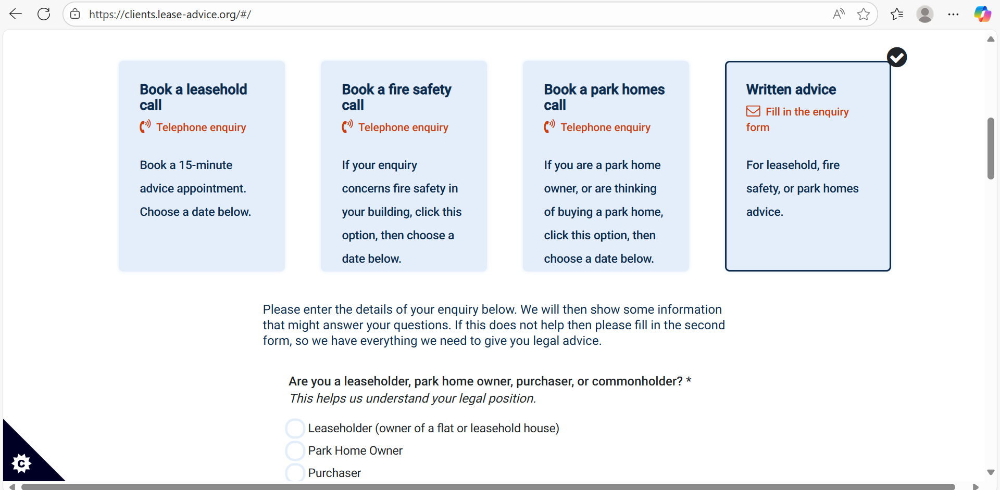 https://clients.lease-advice.org/#/
Book a leasehold
call
Telephone enquiry
Book a 15-minute
advice appointment.
Choose a date below.
Book a fire safety
call
Telephone enquiry
If your enquiry
concerns fire safety in
your building, click this
option, then choose a
date below.
Book a park homes
call
Telephone enquiry
If you are a park home
owner, or are thinking
of buying a park home,
click this option, then
choose a date below.
Written advice
Fill in the enquiry
form
For leasehold, fire
safety, or park homes
advice.
Please enter the details of your enquiry below. We will then show some information
that might answer your questions. If this does not help then please fill in the second
form, so we have everything we need to give you legal advice.
Are you a leaseholder, park home owner, purchaser, or commonholder? *
This helps us understand your legal position.
Leaseholder (owner of a flat or leasehold house)
Park Home Owner
Purchaser
C